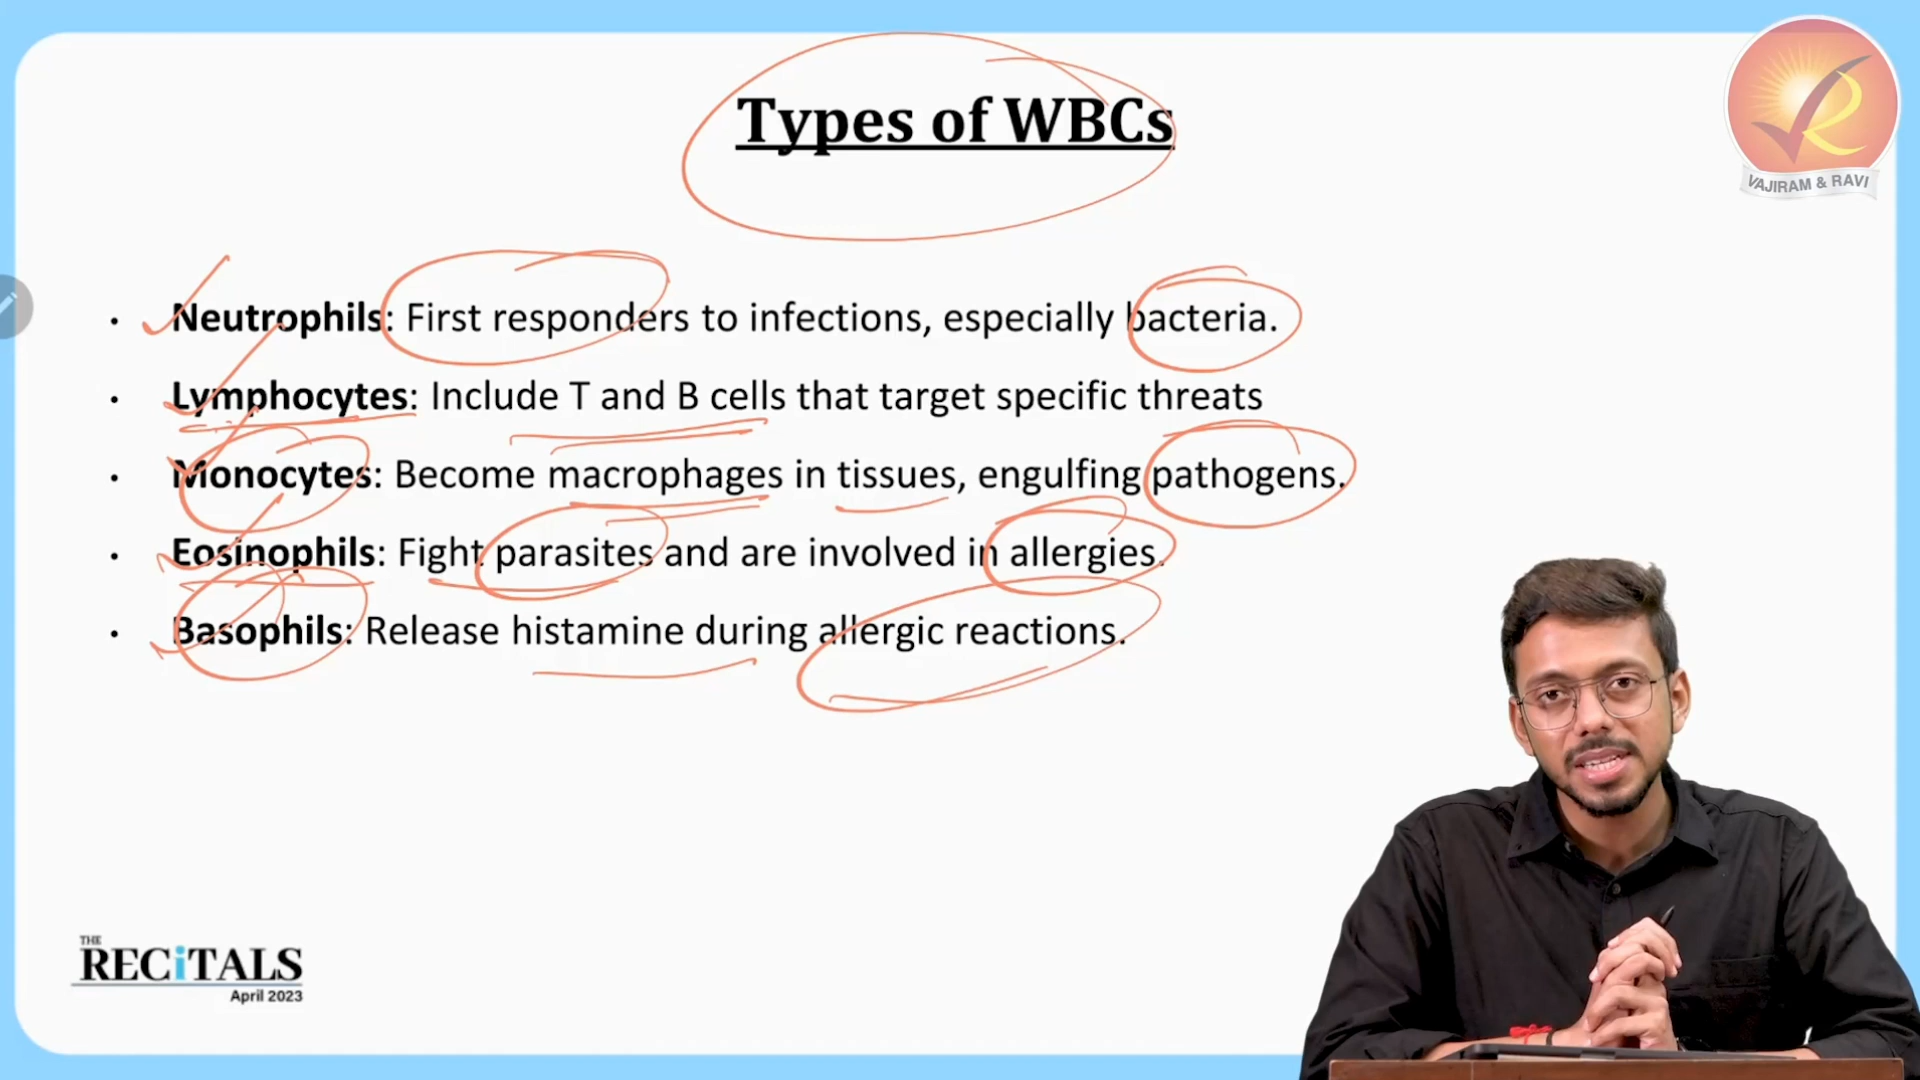 Types of WBCs
VAJIRAM & RAVI
• Neutrophils: First responders to infections, especially bacteria.
• Lymphocytes: Include T and B cells that target specific threats
• Monocytes: Become macrophages in tissues, engulfing pathogens.
• Eosinophils: Fight parasites and are involved in allergies.
• Basophils: Release histamine during allergic reactions.
THE
RECiTALS
April 2023